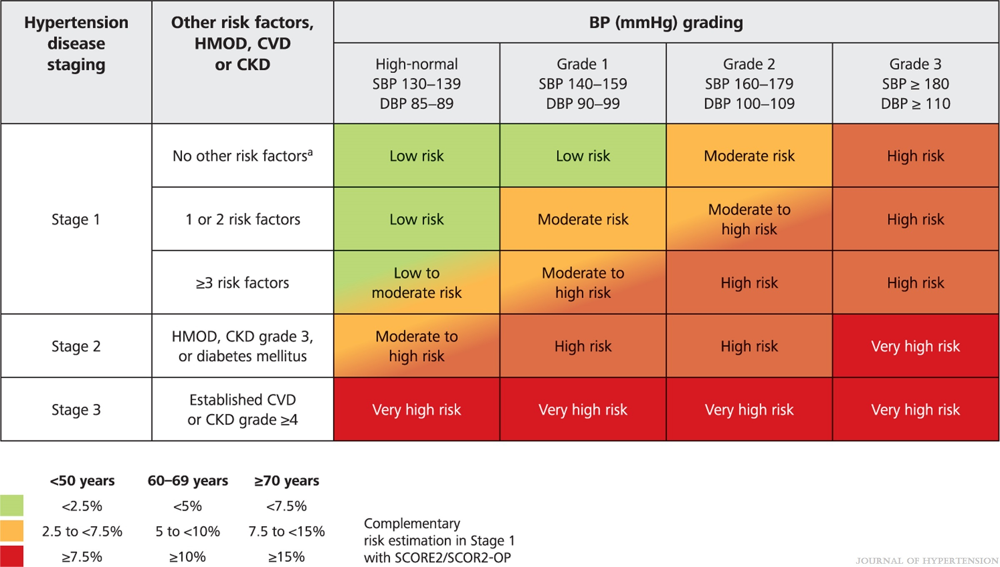 Hypertension
disease
staging
Other risk factors,
HMOD, CVD
or CKD
BP (mmHg) grading
High-normal
SBP 130–139
DBP 85–89
Grade 1
SBP 140–159
DBP 90–99
Grade 2
SBP 160–179
DBP 100–109
Grade 3
SBP ≥ 180
DBP ≥ 110
Stage 1
No other risk factorsᵃ
Low risk
Low risk
Moderate risk
High risk
1 or 2 risk factors
Low risk
Moderate risk
Moderate to
high risk
High risk
≥3 risk factors
Low to
moderate risk
Moderate to
high risk
High risk
High risk
Stage 2
HMOD, CKD grade 3,
or diabetes mellitus
Moderate to
high risk
High risk
High risk
Very high risk
Stage 3
Established CVD
or CKD grade ≥4
Very high risk
Very high risk
Very high risk
Very high risk
<50 years 60–69 years ≥70 years
<2.5% <5% <7.5%
2.5 to <7.5% 5 to <10% 7.5 to <15%
≥7.5% ≥10% ≥15%
Complementary
risk estimation in Stage 1
with SCORE2/SCOR2-OP
JOURNAL OF HYPERTENSION